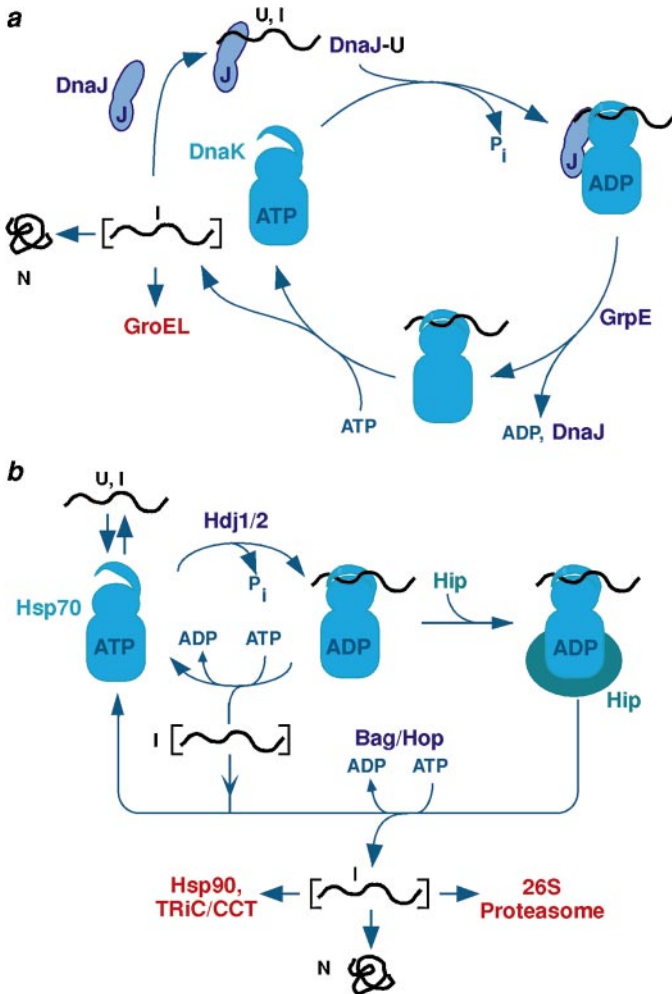 a
U, I
DnaJ
J
J
DnaJ-U
Pi
DnaK
ATP
J
ADP
I
[ ]
N
GroEL
GrpE
ATP
ADP, DnaJ
b
U, I
Hdj1/2
Pi
Hsp70
ATP
ADP
Hip
ADP
Hip
ADP ATP
I [ ]
Bag/Hop
ADP ATP
I
Hsp90,
TRiC/CCT
[ ]
26S
Proteasome
N